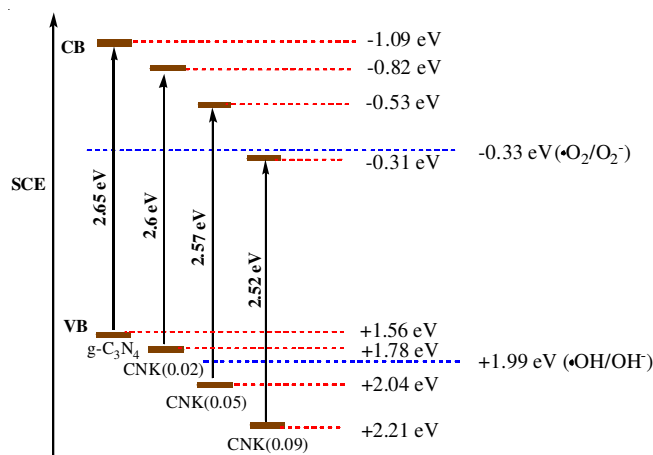 CB
-1.09 eV
-0.82 eV
-0.53 eV
-0.33 eV (•O₂/O₂⁻)
-0.31 eV
SCE
2.65 eV
2.6 eV
2.57 eV
2.52 eV
VB
+1.56 eV
g-C₃N₄
+1.78 eV
+1.99 eV (•OH/OH⁻)
CNK(0.02)
+2.04 eV
CNK(0.05)
+2.21 eV
CNK(0.09)